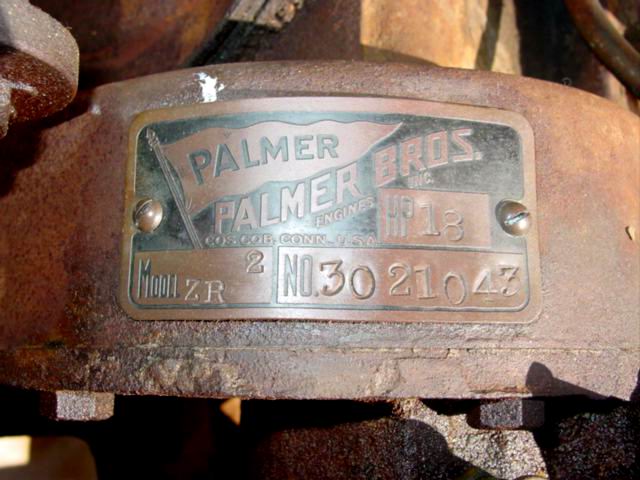 PALMER
PALMER BROS.
INC.
ENGINES
COS COB, CONN., U.S.A.
HP 18
MODEL ZR 2 NO. 30 21043